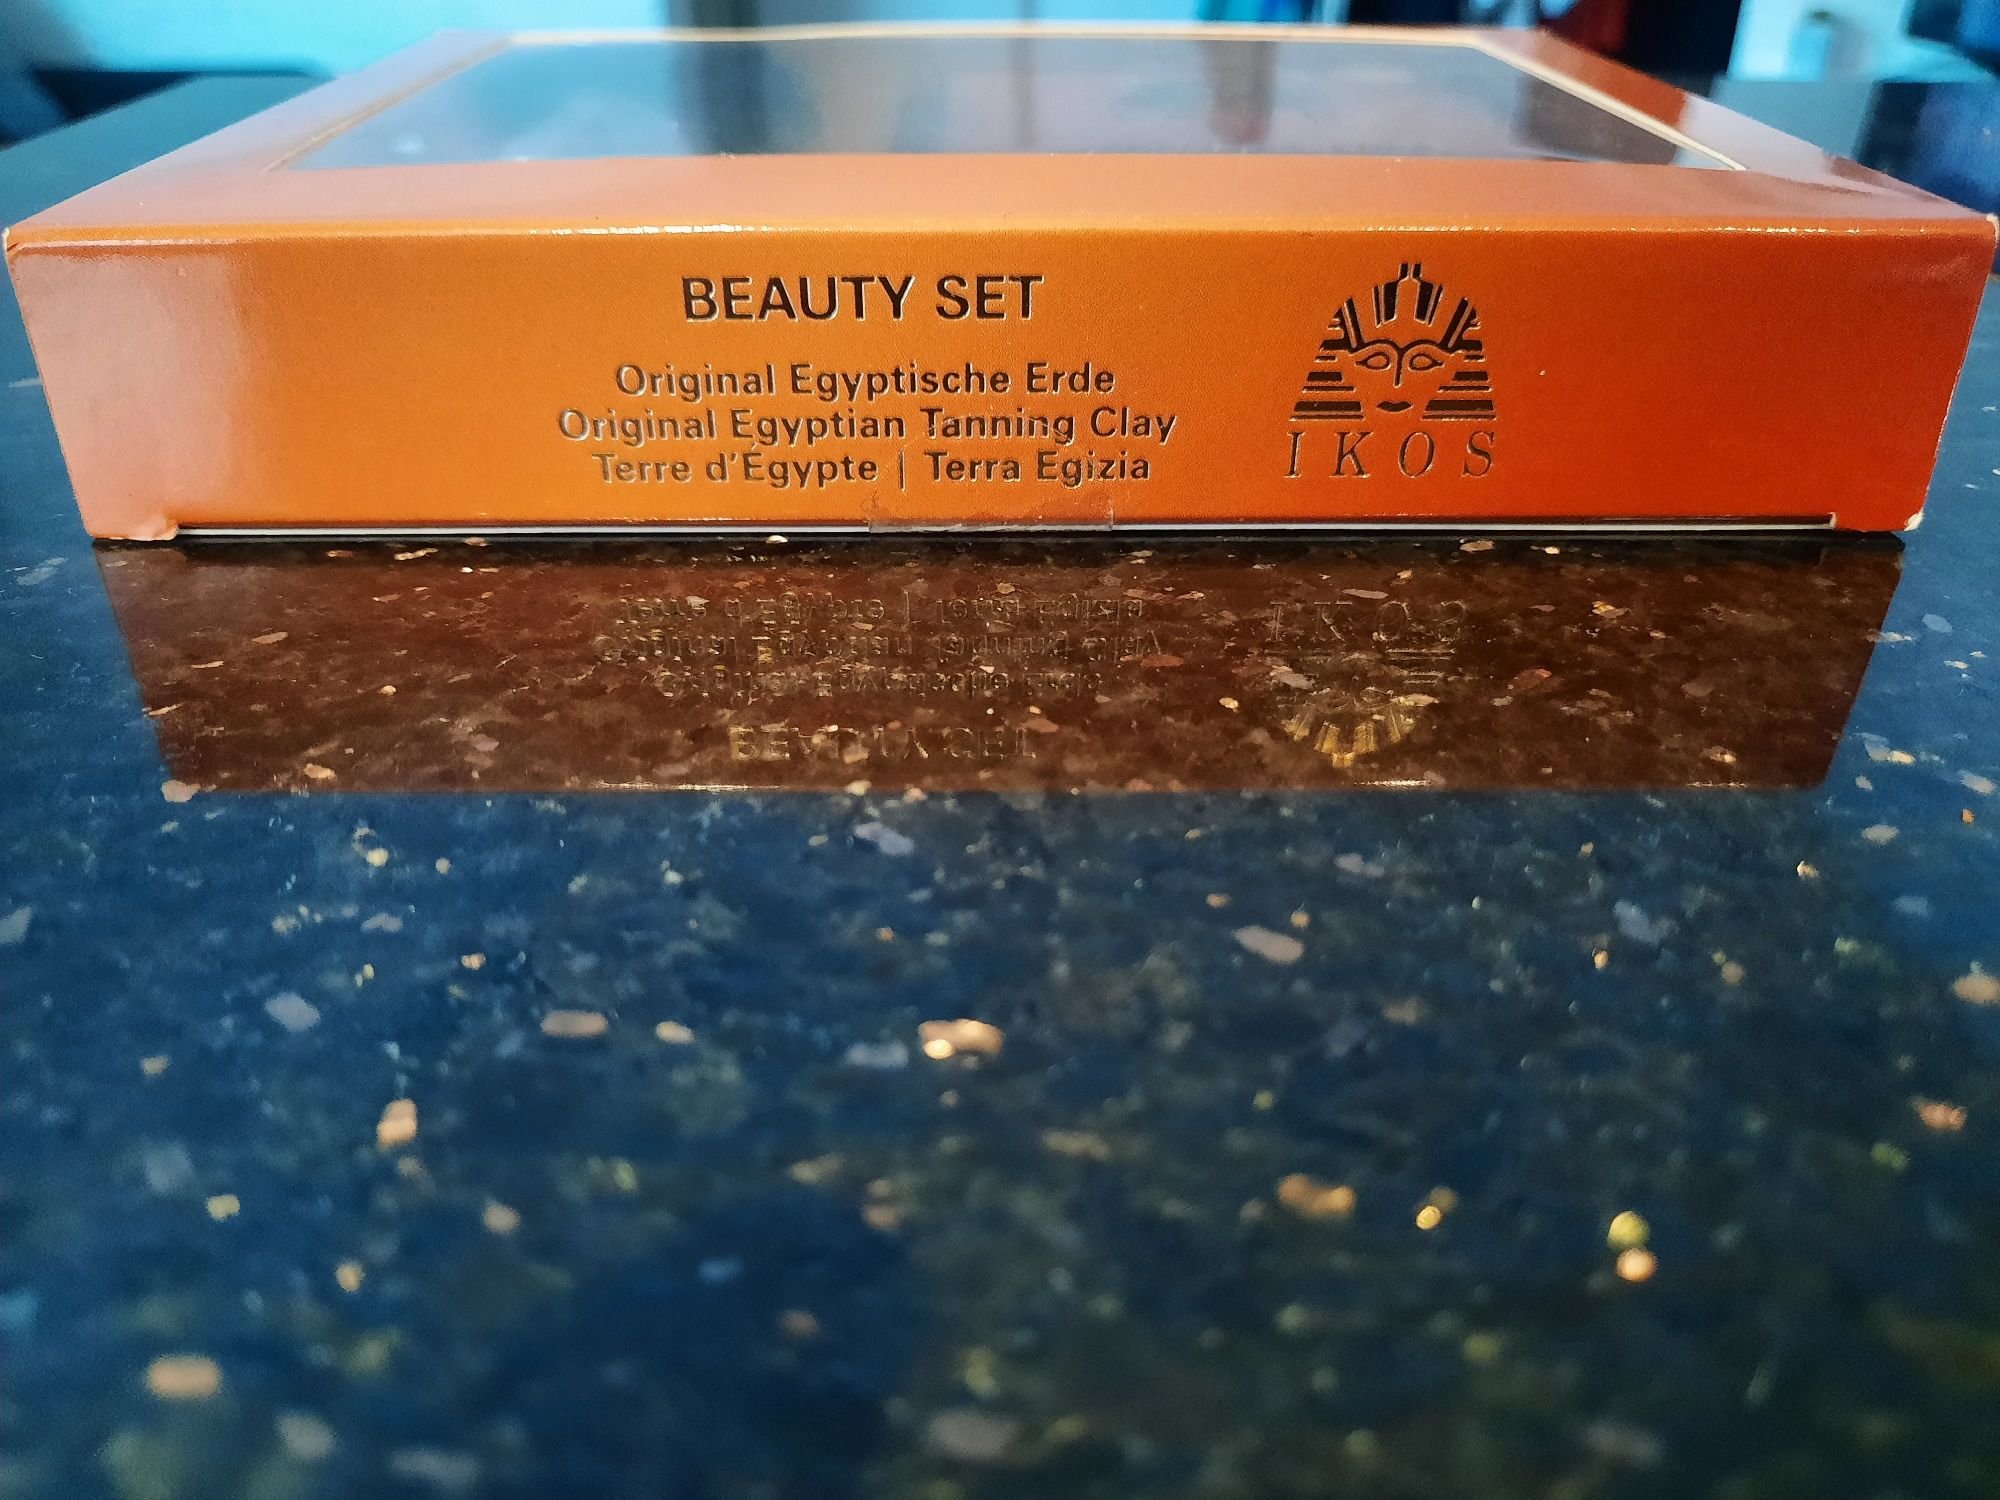 BEAUTY SET
Original Egyptische Erde
Original Egyptian Tanning Clay
Terre d'Égypte | Terra Egizia
IKOS